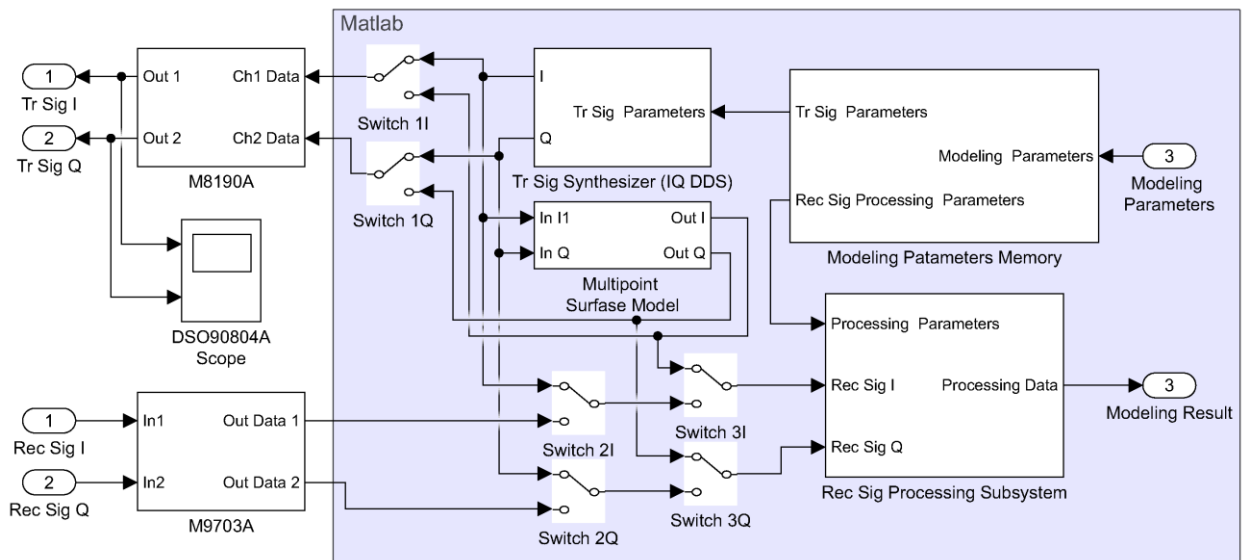 Matlab
1
Tr Sig I
2
Tr Sig Q
Out 1
Ch1 Data
Out 2
Ch2 Data
M8190A
Switch 1I
Switch 1Q
I
Tr Sig Parameters
Q
Tr Sig Synthesizer (IQ DDS)
Tr Sig Parameters
Modeling Parameters
Rec Sig Processing Parameters
Modeling Patameters Memory
3
Modeling
Parameters
In I1
Out I
In Q
Out Q
Multipoint
Surfase Model
DSO90804A
Scope
Processing Parameters
Rec Sig I
Processing Data
Rec Sig Q
Rec Sig Processing Subsystem
3
Modeling Result
1
Rec Sig I
2
Rec Sig Q
In1
Out Data 1
In2
Out Data 2
M9703A
Switch 2I
Switch 3I
Switch 2Q
Switch 3Q